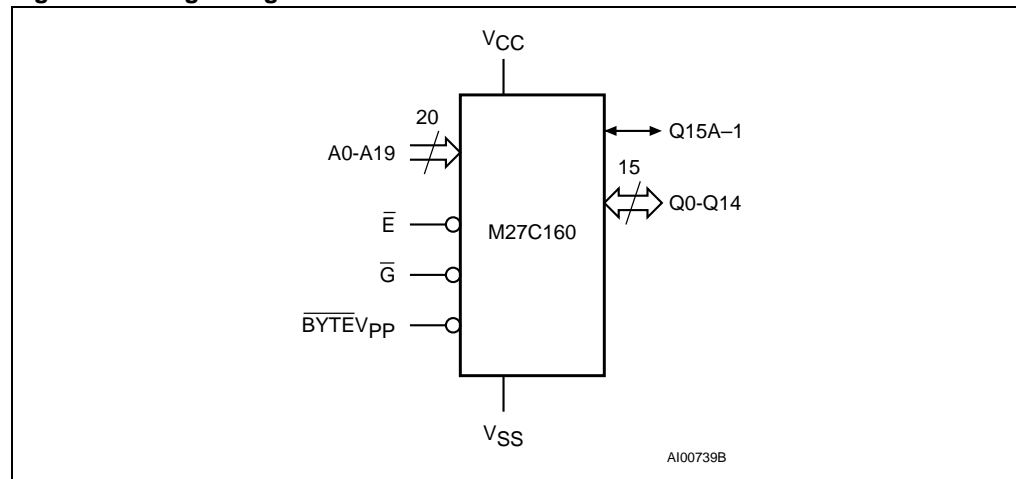 VCC
20
A0-A19
Q15A–1
15
Q0-Q14
E
G
BYTEVPP
M27C160
VSS
AI00739B